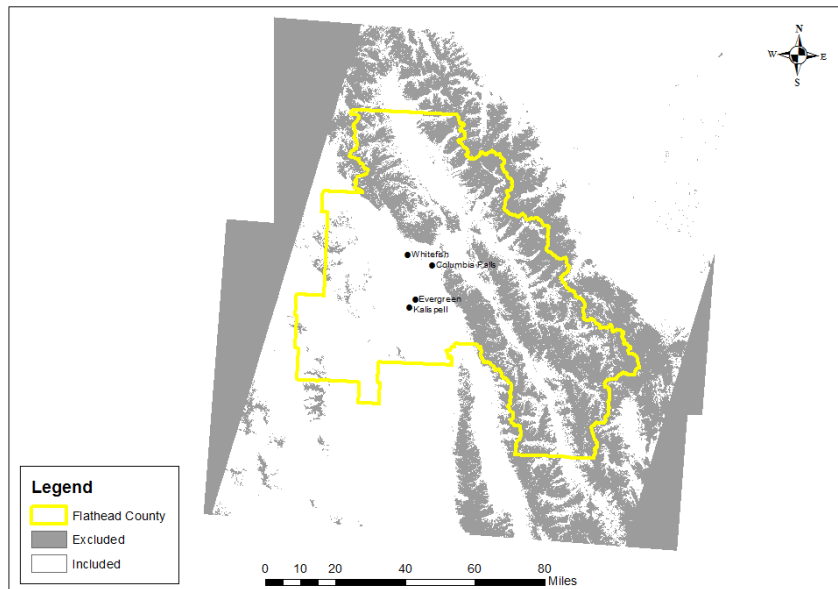 N
W E
S
Whitefish
Columbia Falls
Evergreen
Kalispell
Legend
Flathead County
Excluded
Included
0 10 20 40 60 80
Miles